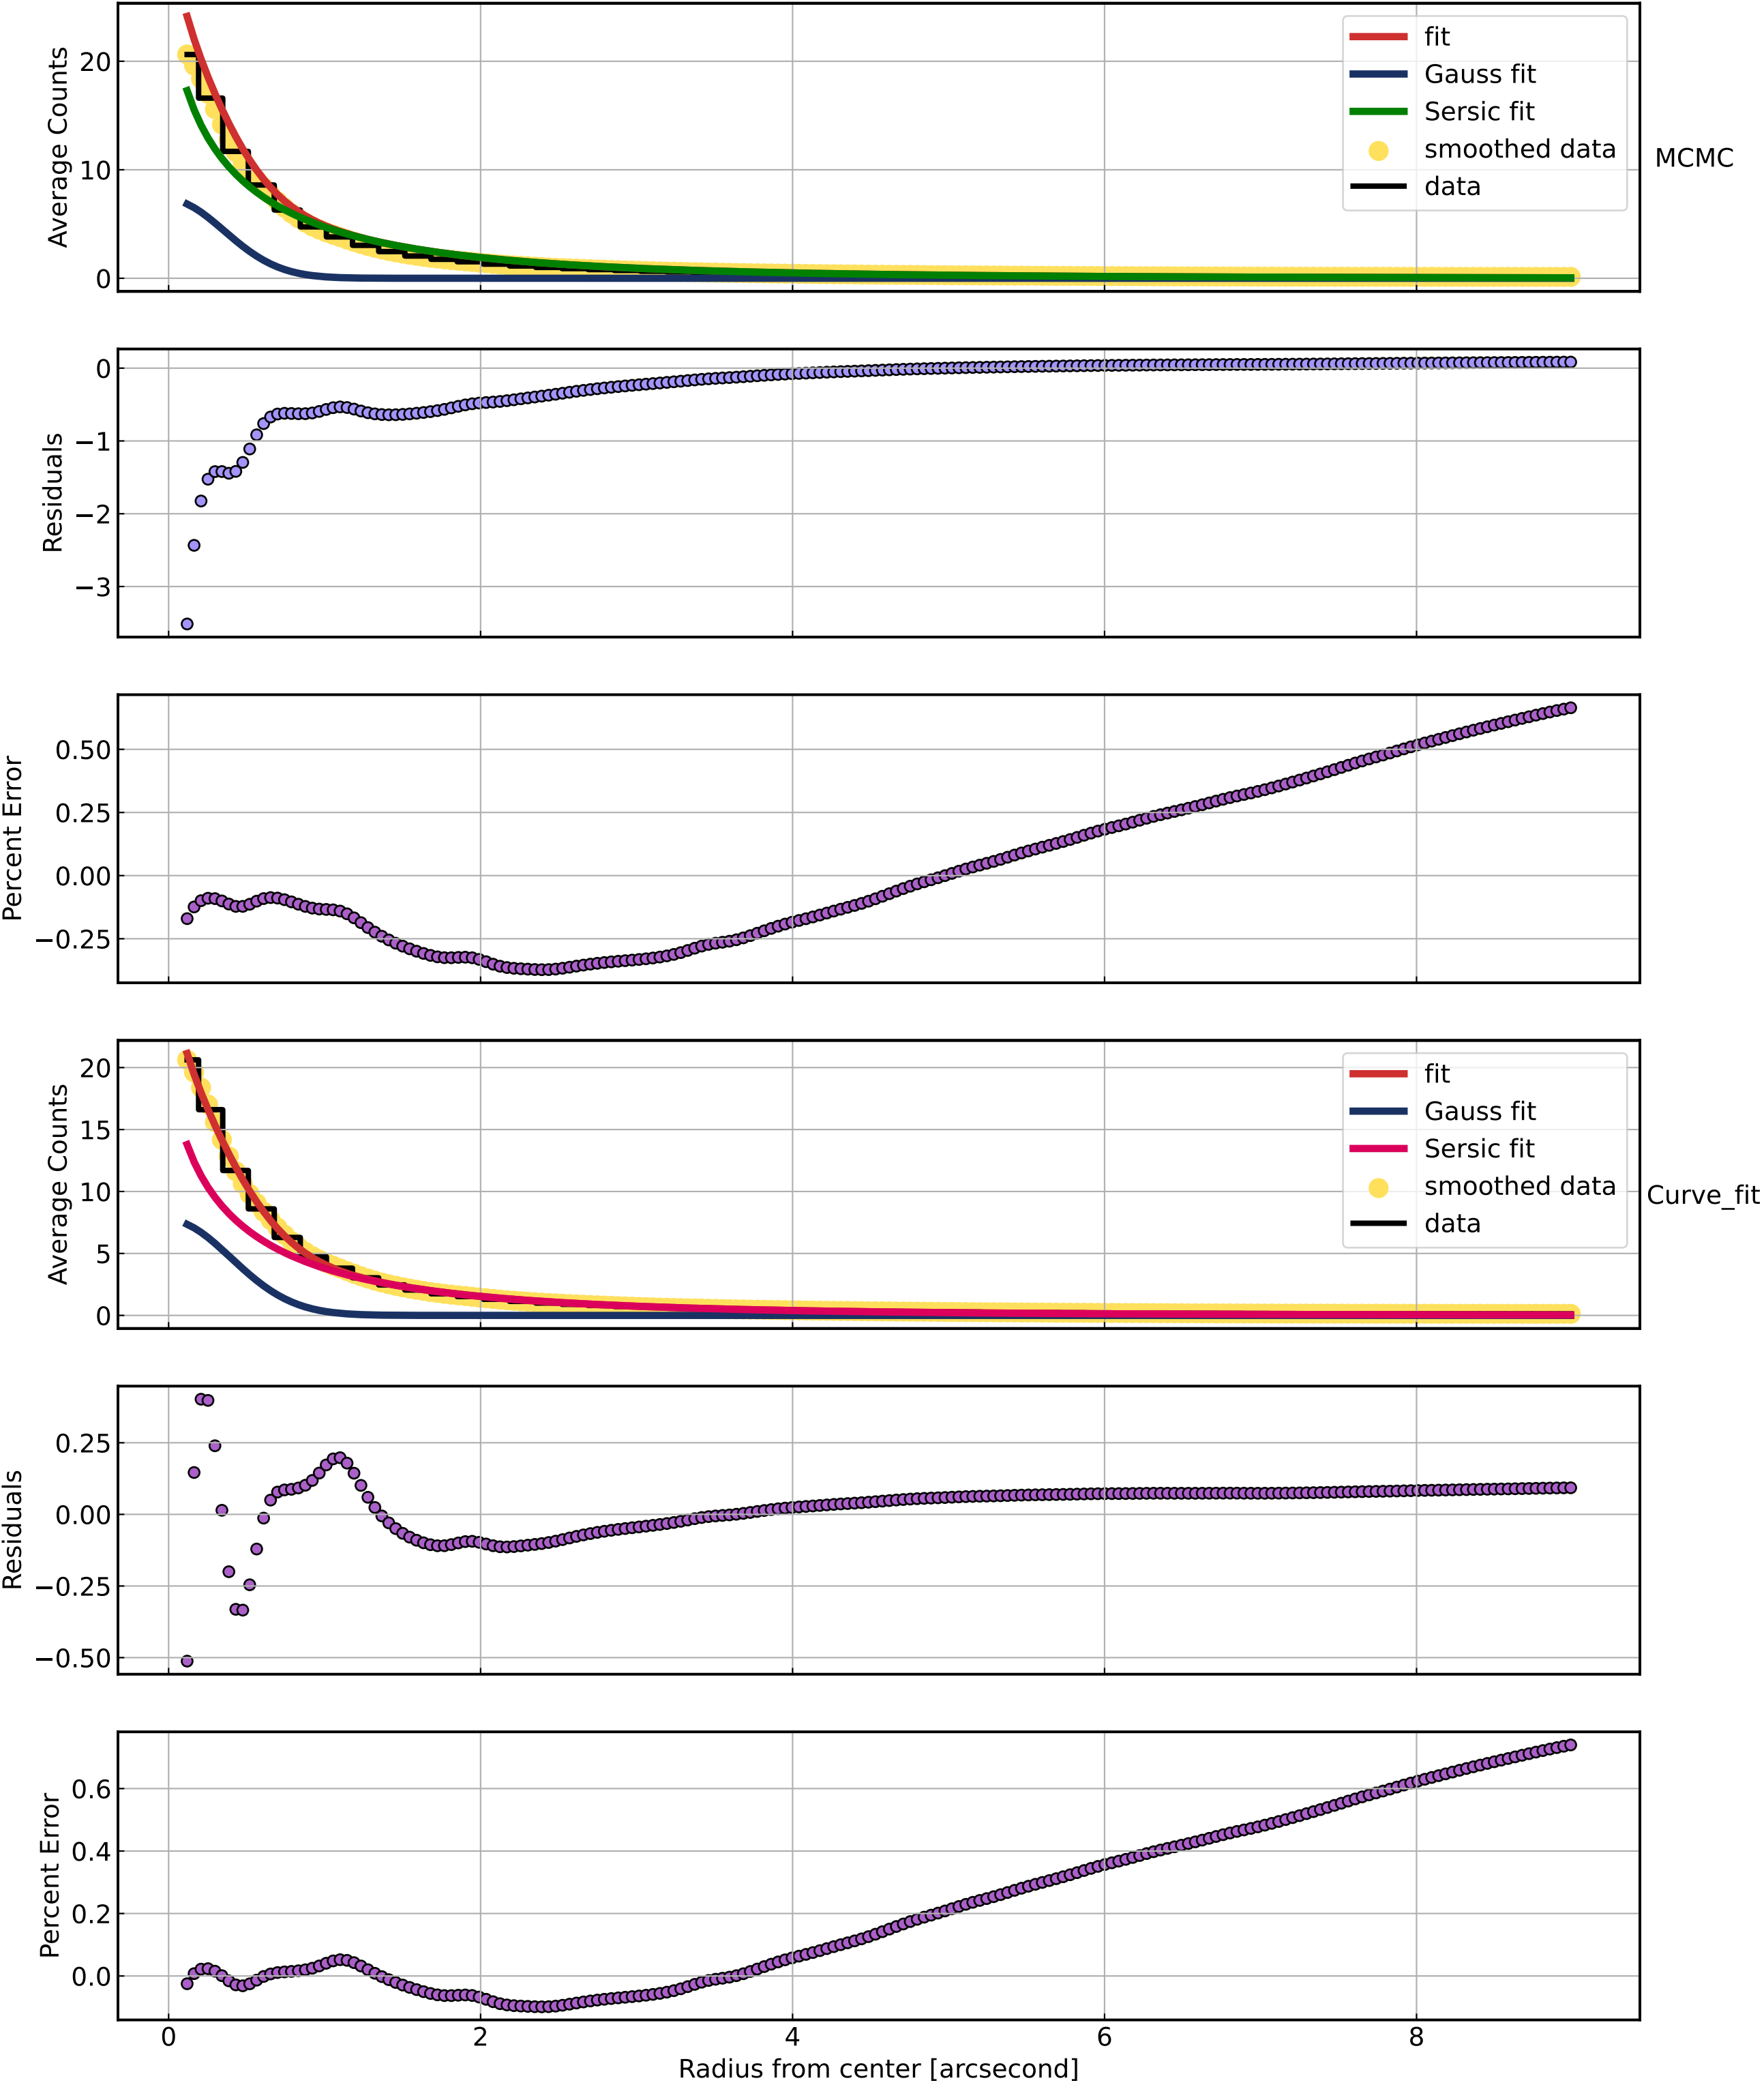 20
10
0
Average Counts
fit
Gauss fit
Sersic fit
smoothed data
data
MCMC
0
−1
−2
−3
Residuals
0.50
0.25
0.00
−0.25
Percent Error
20
15
10
5
0
Average Counts
fit
Gauss fit
Sersic fit
smoothed data
data
Curve_fit
0.25
0.00
−0.25
−0.50
Residuals
0.6
0.4
0.2
0.0
Percent Error
0 2 4 6 8
Radius from center [arcsecond]